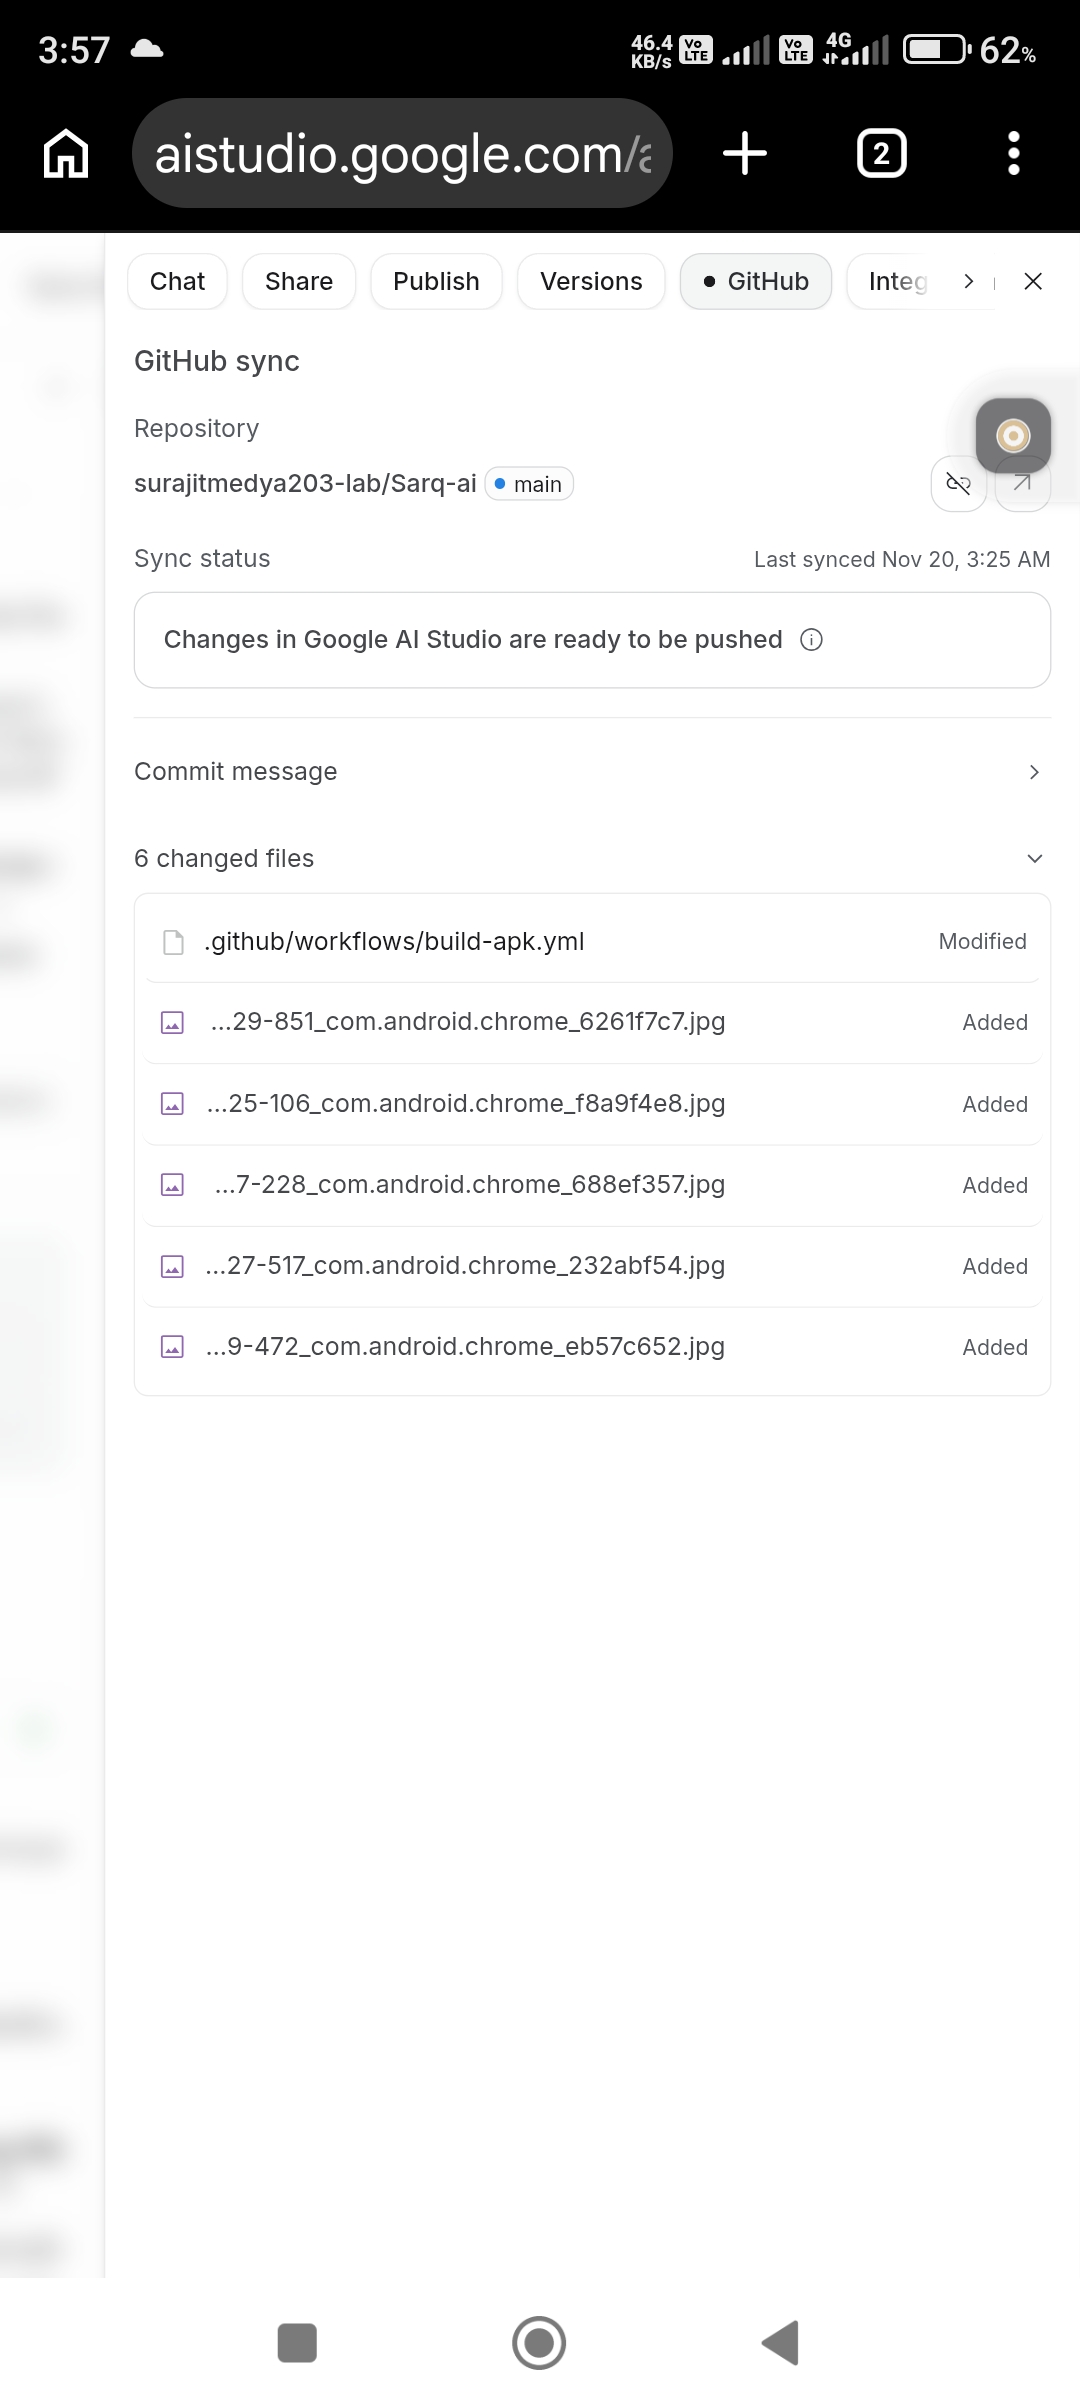 3:57
46.4 KB/s
Vo LTE
Vo LTE
4G
62%
aistudio.google.com/
2
Chat
Share
Publish
Versions
GitHub
Integ
GitHub sync
Repository
surajitmedya203-lab/Sarq-ai
main
Sync status
Last synced Nov 20, 3:25 AM
Changes in Google AI Studio are ready to be pushed
Commit message
6 changed files
.github/workflows/build-apk.yml
Modified
...29-851_com.android.chrome_6261f7c7.jpg
Added
...25-106_com.android.chrome_f8a9f4e8.jpg
Added
...7-228_com.android.chrome_688ef357.jpg
Added
...27-517_com.android.chrome_232abf54.jpg
Added
...9-472_com.android.chrome_eb57c652.jpg
Added